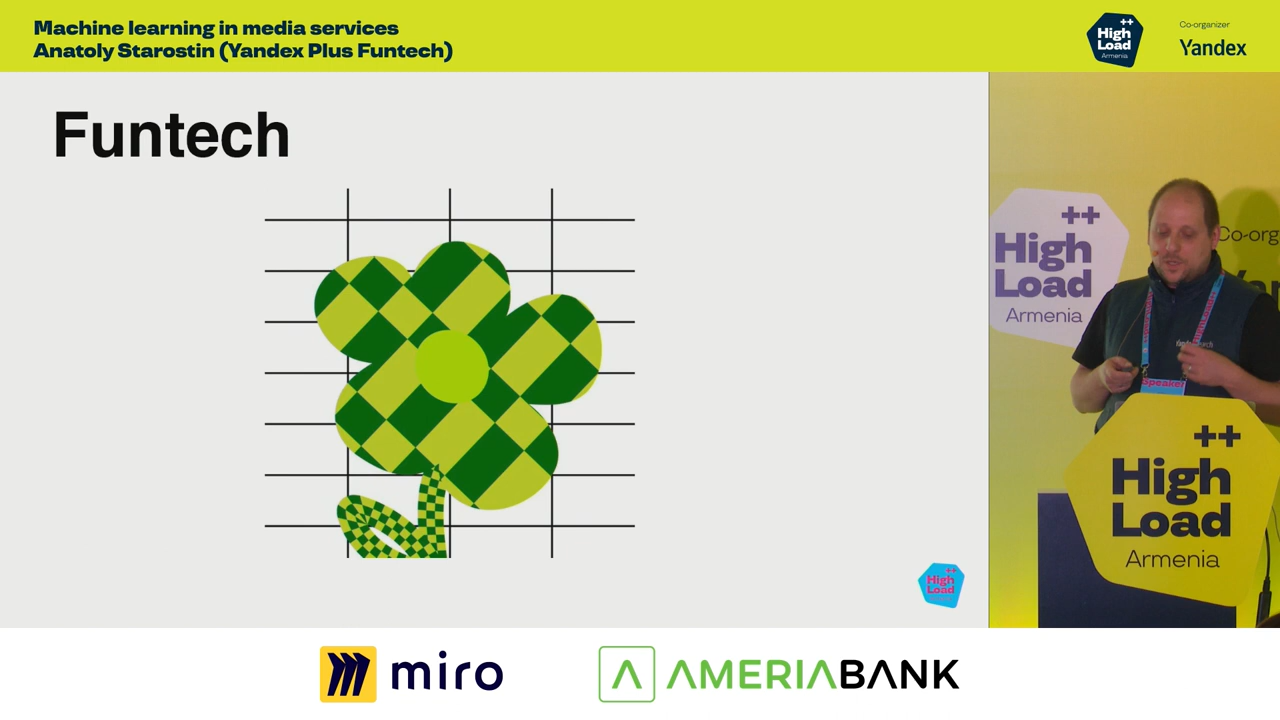 Machine learning in media services
Anatoly Starostin (Yandex Plus Funtech)
++
High
Load
Armenia
Co-organizer
Yandex
Funtech
++
High
Load
Armenia
Co-org
Speaker
++
High
Load
Armenia
++
High
Load
miro
AMERIABANK